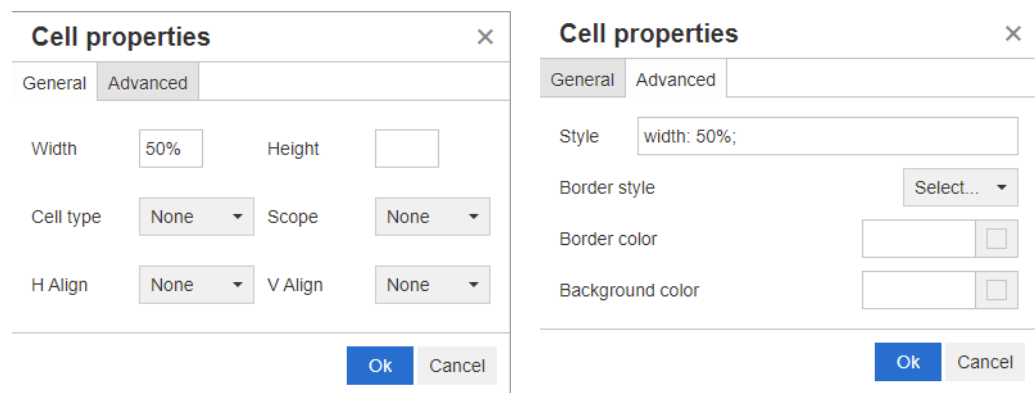 Cell properties ×
General Advanced
Width 50% Height
Cell type None Scope None
H Align None V Align None
Ok Cancel
Cell properties ×
General Advanced
Style width: 50%;
Border style Select...
Border color
Background color
Ok Cancel